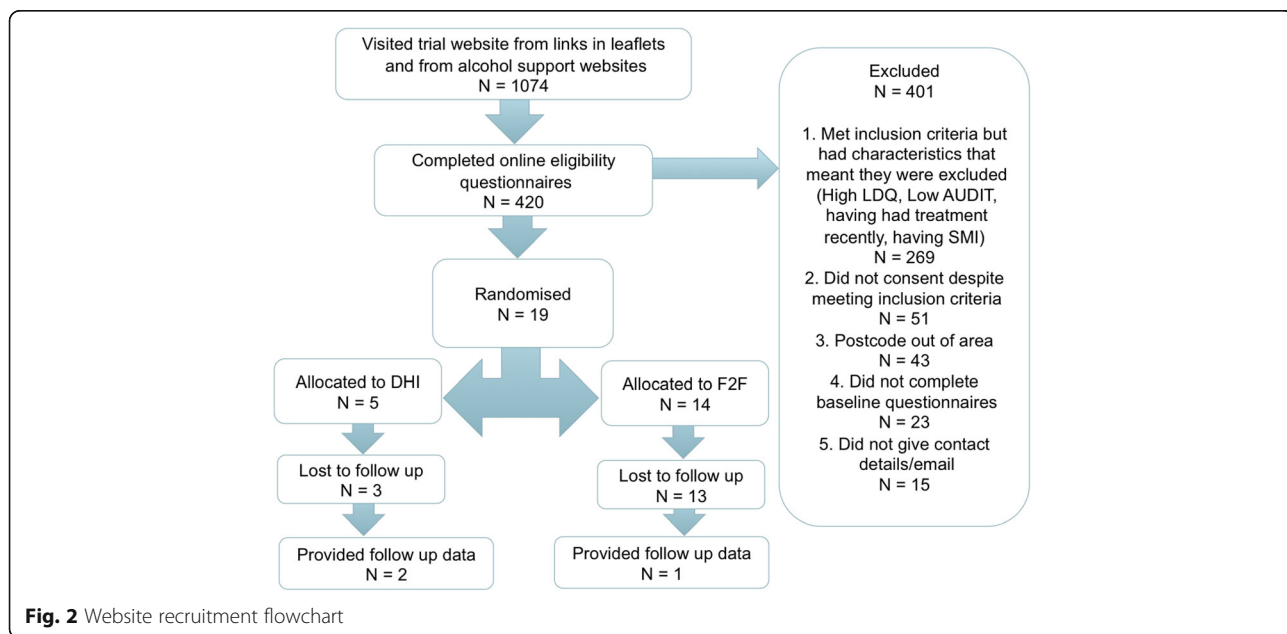 Visited trial website from links in leaflets
and from alcohol support websites
N = 1074
Completed online eligibility
questionnaires
N = 420
Randomised
N = 19
Allocated to DHI
N = 5
Allocated to F2F
N = 14
Lost to follow up
N = 3
Lost to follow up
N = 13
Provided follow up data
N = 2
Provided follow up data
N = 1
Excluded
N = 401
1. Met inclusion criteria but
had characteristics that
meant they were excluded
(High LDQ, Low AUDIT,
having had treatment
recently, having SMI)
N = 269
2. Did not consent despite
meeting inclusion criteria
N = 51
3. Postcode out of area
N = 43
4. Did not complete
baseline questionnaires
N = 23
5. Did not give contact
details/email
N = 15
Fig. 2 Website recruitment flowchart